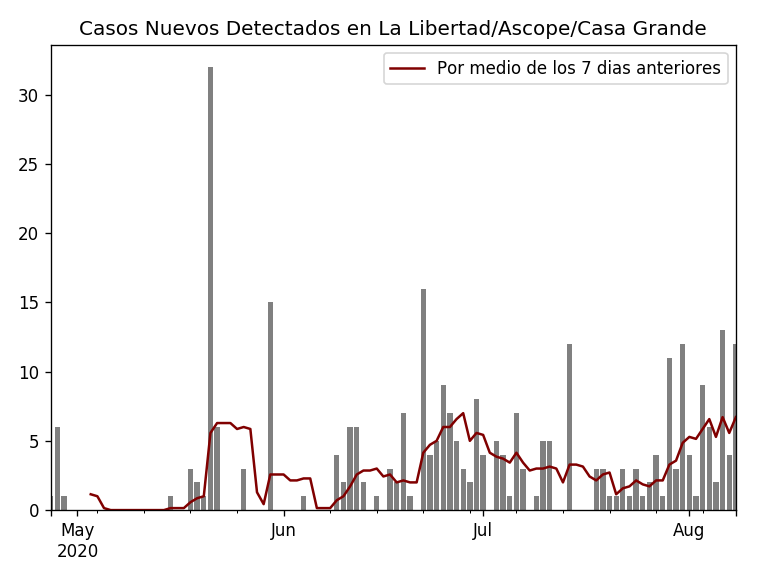 Casos Nuevos Detectados en La Libertad/Ascope/Casa Grande
Por medio de los 7 dias anteriores
30
25
20
15
10
5
0
May
Jun
Jul
Aug
2020